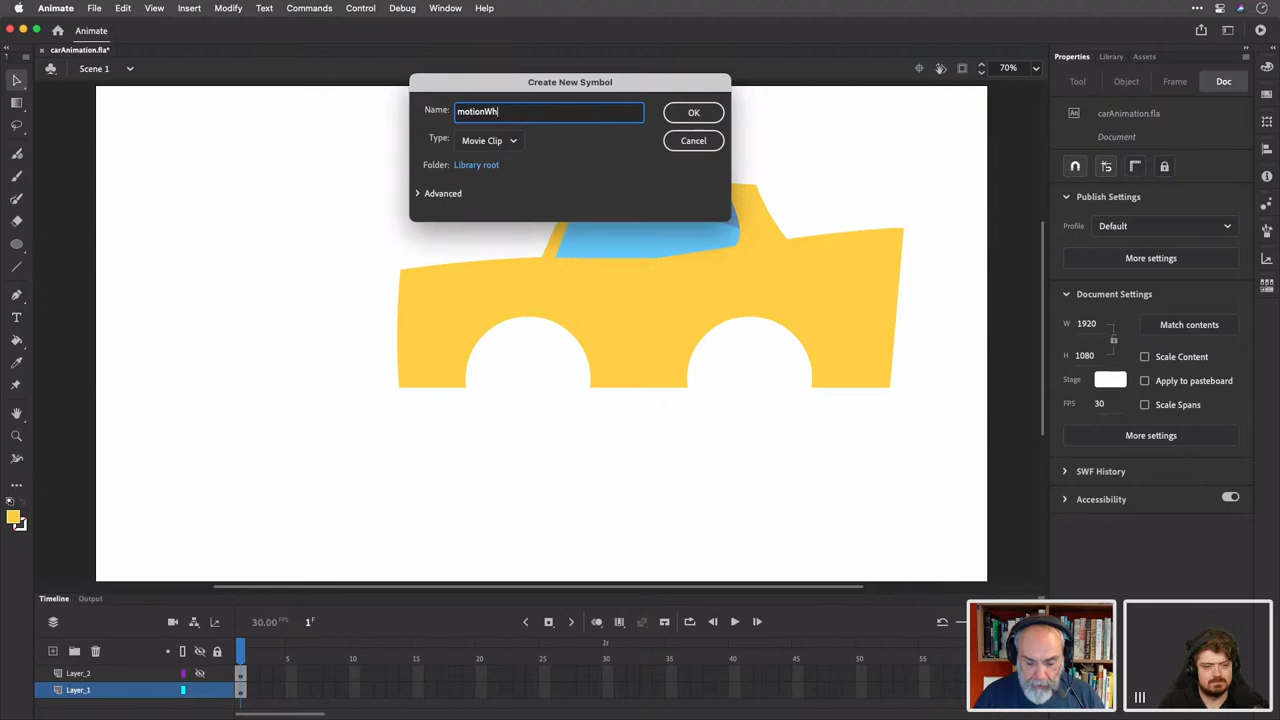 Animate File Edit View Insert Modify Text Commands Control Debug Window Help
Animate
carAnimation.fla*
Scene 1
70%
Create New Symbol
Name: motionWh
OK
Type: Movie Clip
Cancel
Folder: Library root
Advanced
Properties Library Assets
Tool Object Frame Doc
An carAnimation.fla
Document
Publish Settings
Profile Default
More settings
Document Settings
W 1920 Match contents
H 1080 Scale Content
Stage Apply to pasteboard
FPS 30 Scale Spans
More settings
SWF History
Accessibility
Timeline Output
30.00 FPS 1 F
1s
5 10 15 20 25 30 35 40 45 50 55
Layer_2
Layer_1